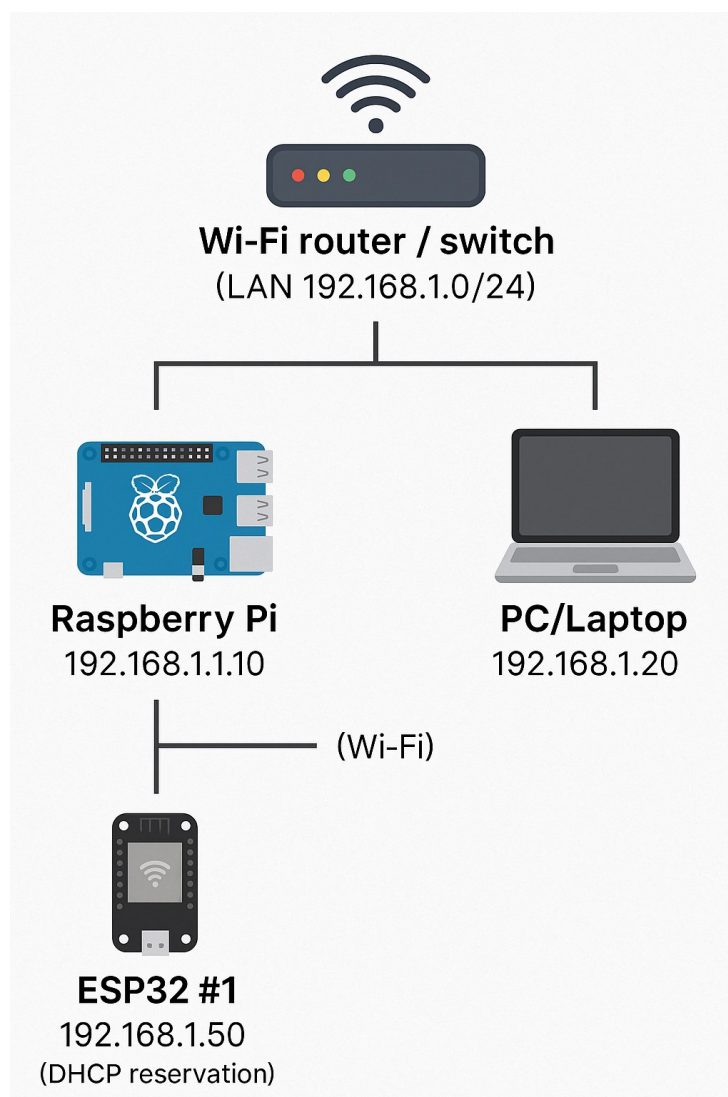 Wi-Fi router / switch
(LAN 192.168.1.0/24)
Raspberry Pi
192.168.1.1.10
PC/Laptop
192.168.1.20
(Wi-Fi)
ESP32 #1
192.168.1.50
(DHCP reservation)